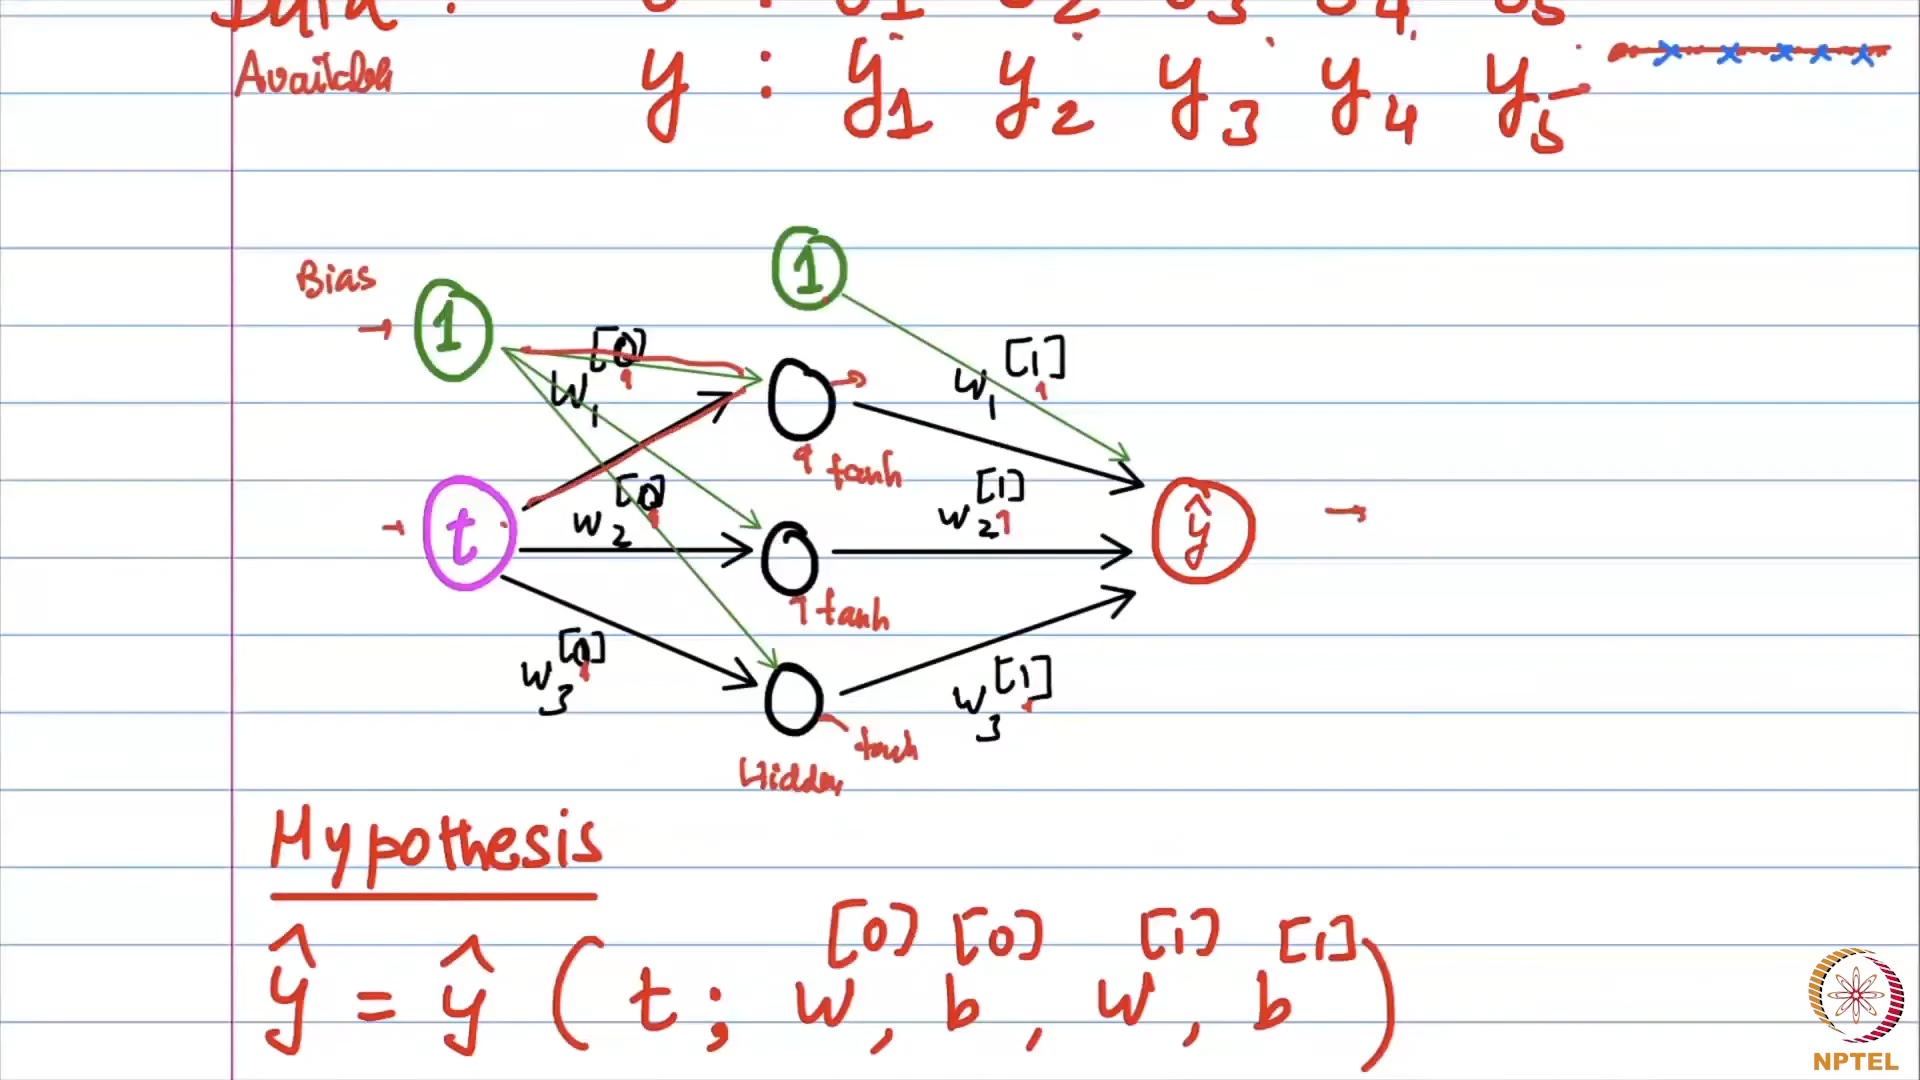 y : y1 y2 y3 y4 y5
Available
Bias
1
1
w1[0]
w1[1]
tanh
w2[0]
w2[1]
t
ŷ
tanh
w3[0]
w3[1]
tanh
Hidden
Hypothesis
ŷ = ŷ ( t ; w[0], b[0], w[1], b[1] )
NPTEL